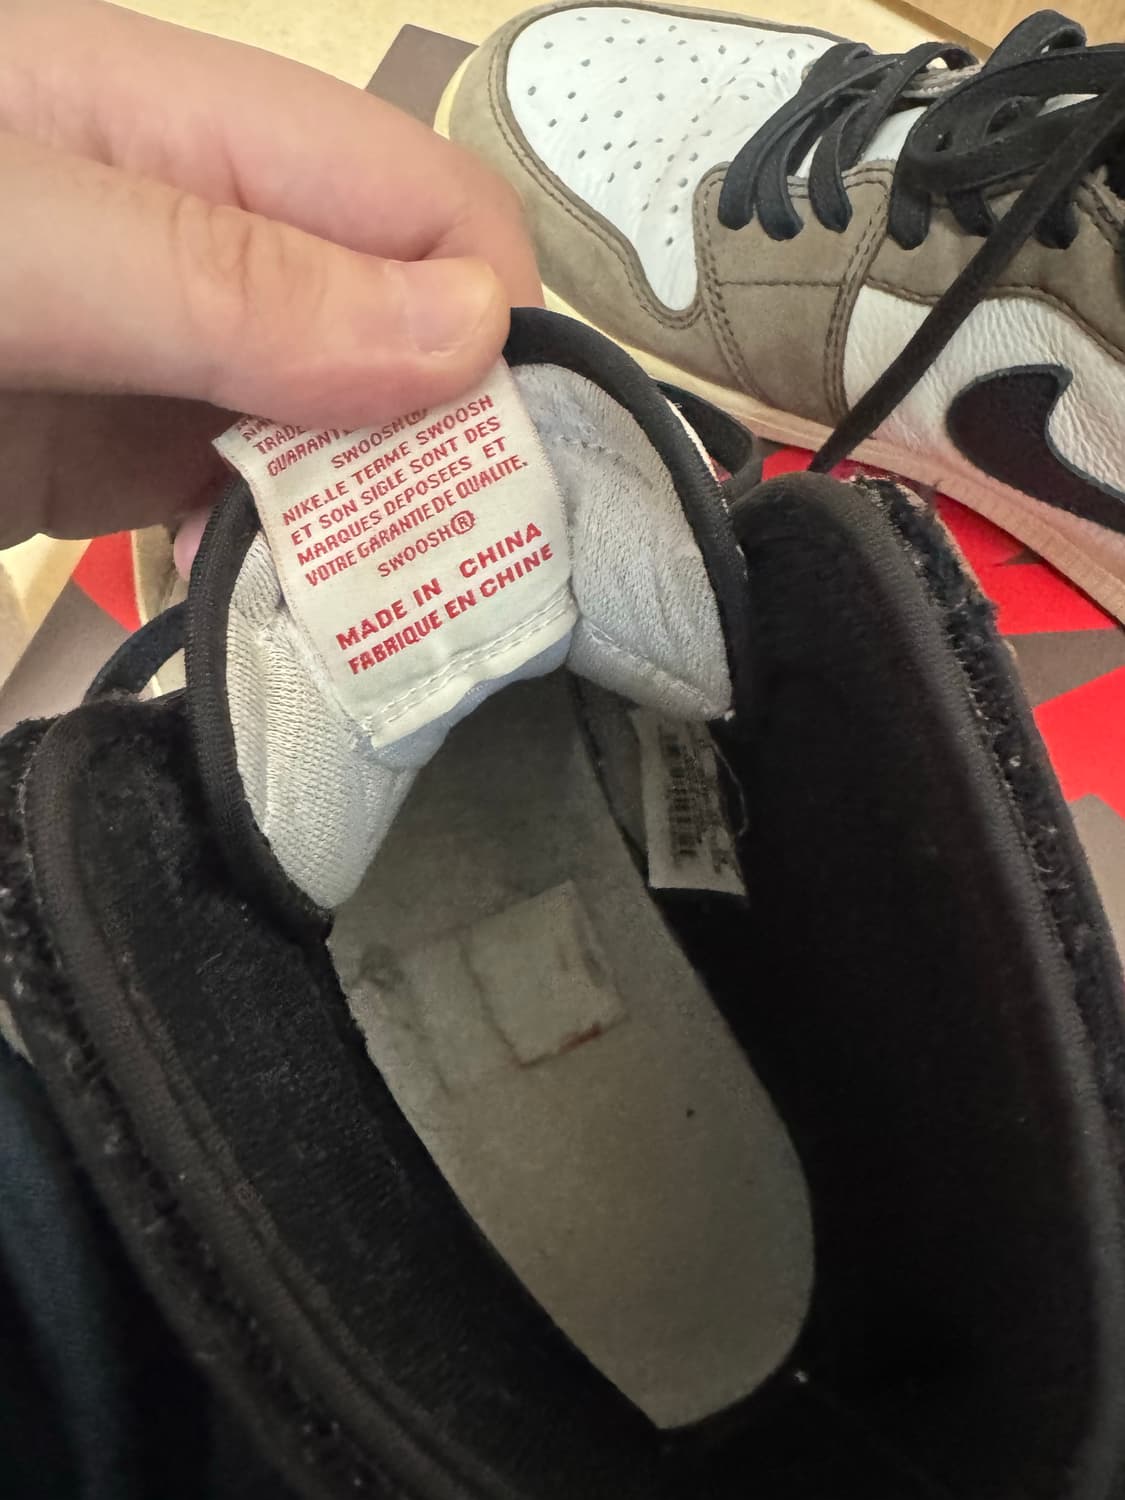 TRADE
GUARANT
SWOOSH®
NIKE.LE TERME SWOOSH
ET SON SIGLE SONT DES
MARQUES DEPOSEES ET
VOTRE GARANTIE DE QUALITE.
SWOOSH®
MADE IN CHINA
FABRIQUE EN CHINE